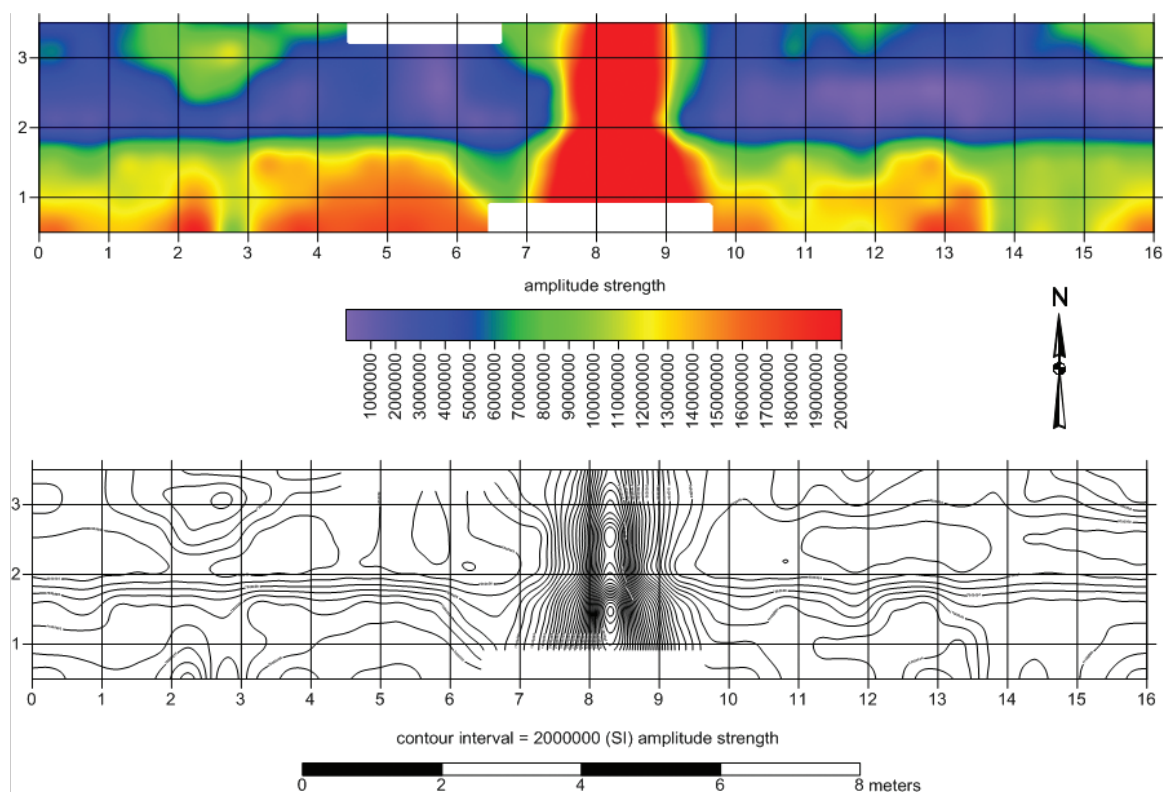 3
2
1
0 1 2 3 4 5 6 7 8 9 10 11 12 13 14 15 16
amplitude strength
1000000 2000000 3000000 4000000 5000000 6000000 7000000 8000000 9000000 10000000 11000000 12000000 13000000 14000000 15000000 16000000 17000000 18000000 19000000 20000000
N
3
2
1
0 1 2 3 4 5 6 7 8 9 10 11 12 13 14 15 16
contour interval = 2000000 (SI) amplitude strength
0 2 4 6 8 meters